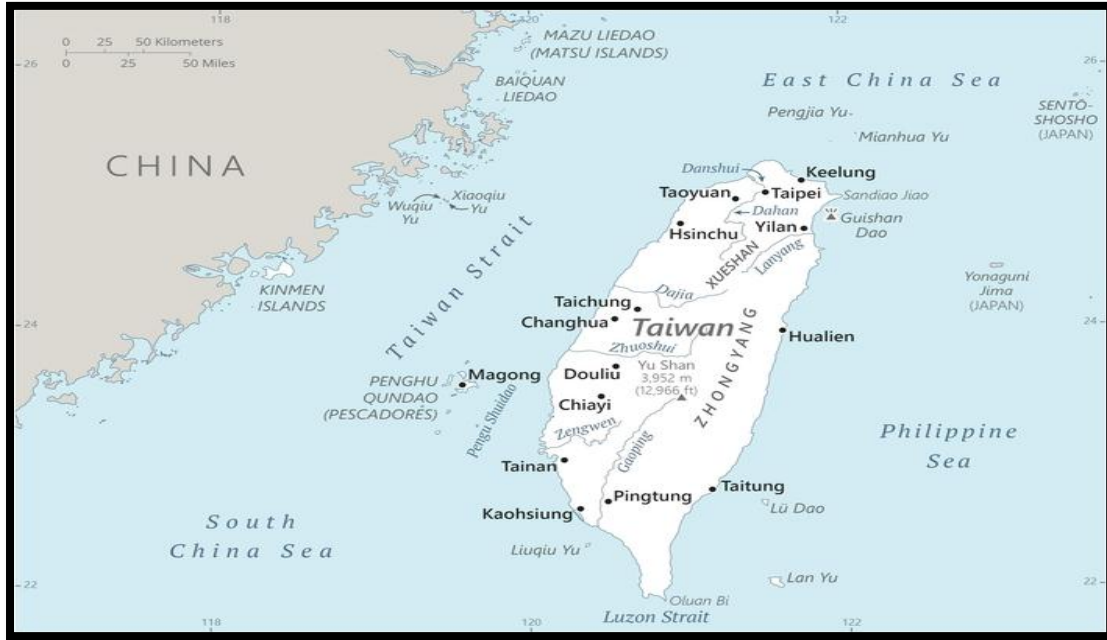 118
120
122
0 25 50 Kilometers
0 25 50 Miles
26
26
MAZU LIEDAO
(MATSU ISLANDS)
BAIQUAN
LIEDAO
East China Sea
Pengjia Yu
Mianhua Yu
SENTŌ-
SHOSHO
(JAPAN)
CHINA
Wuqiu
Yu
Xiaoqiu
Yu
Danshui
Keelung
Taoyuan
Taipei
Sandiao Jiao
Dahan
Guishan
Dao
Hsinchu
Yilan
XUESHAN
Lanyang
KINMEN
ISLANDS
Taiwan Strait
Yonaguni
Jima
(JAPAN)
Dajia
Taichung
24
24
Changhua
Taiwan
Hualien
Zhuoshui
Yu Shan
3,952 m
(12,966 ft)
ZHONGYANG
Douliu
Magong
PENGHU
QUNDAO
(PESCADORES)
Pengu Shuidao
Chiayi
Zengwen
Gaoping
Philippine
Sea
Tainan
Taitung
Pingtung
Lü Dao
Kaohsiung
South
China Sea
Liuqiu Yu
Lan Yu
22
22
Oluan Bi
Luzon Strait
118
120
122